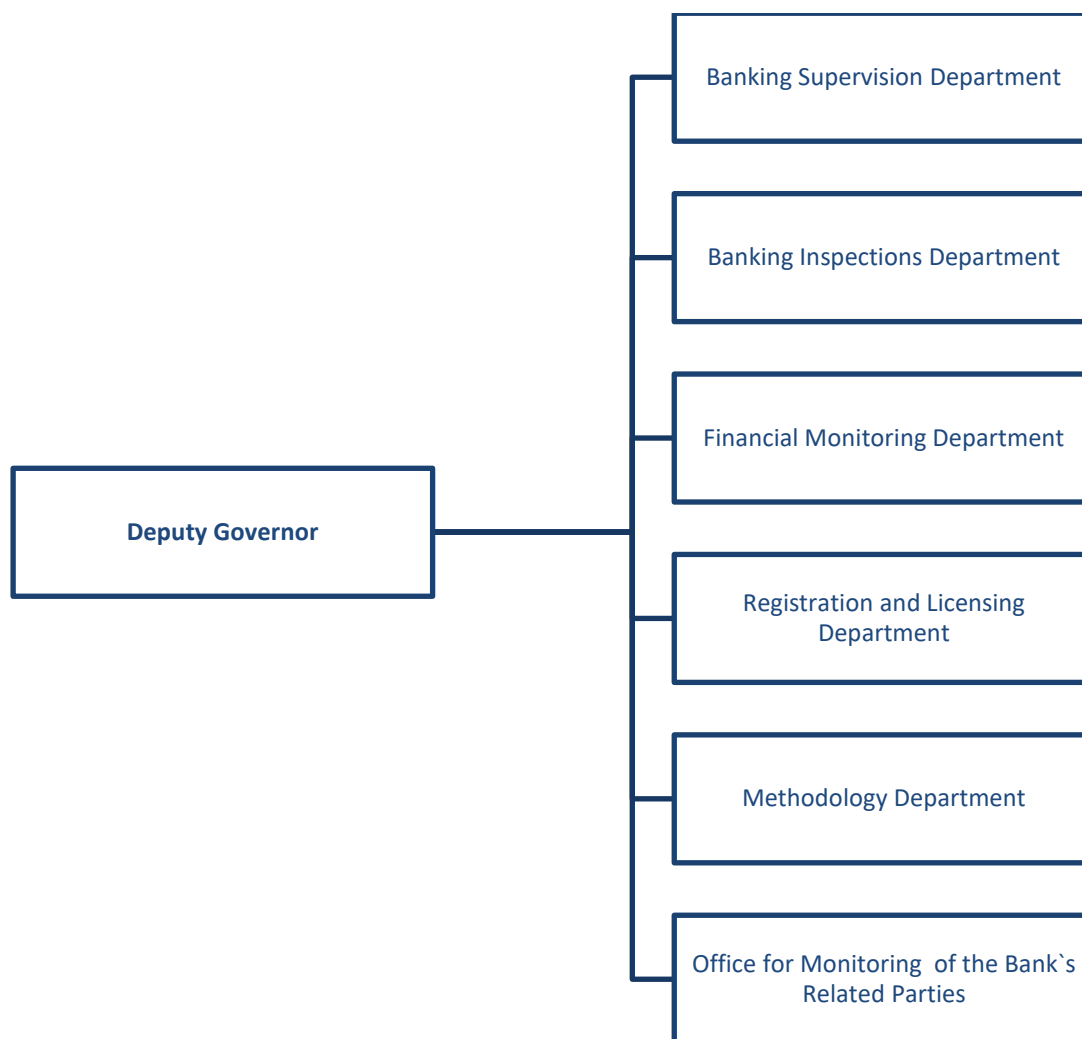 Banking Supervision Department
Banking Inspections Department
Financial Monitoring Department
Deputy Governor
Registration and Licensing
Department
Methodology Department
Office for Monitoring  of the Bank`s
Related Parties